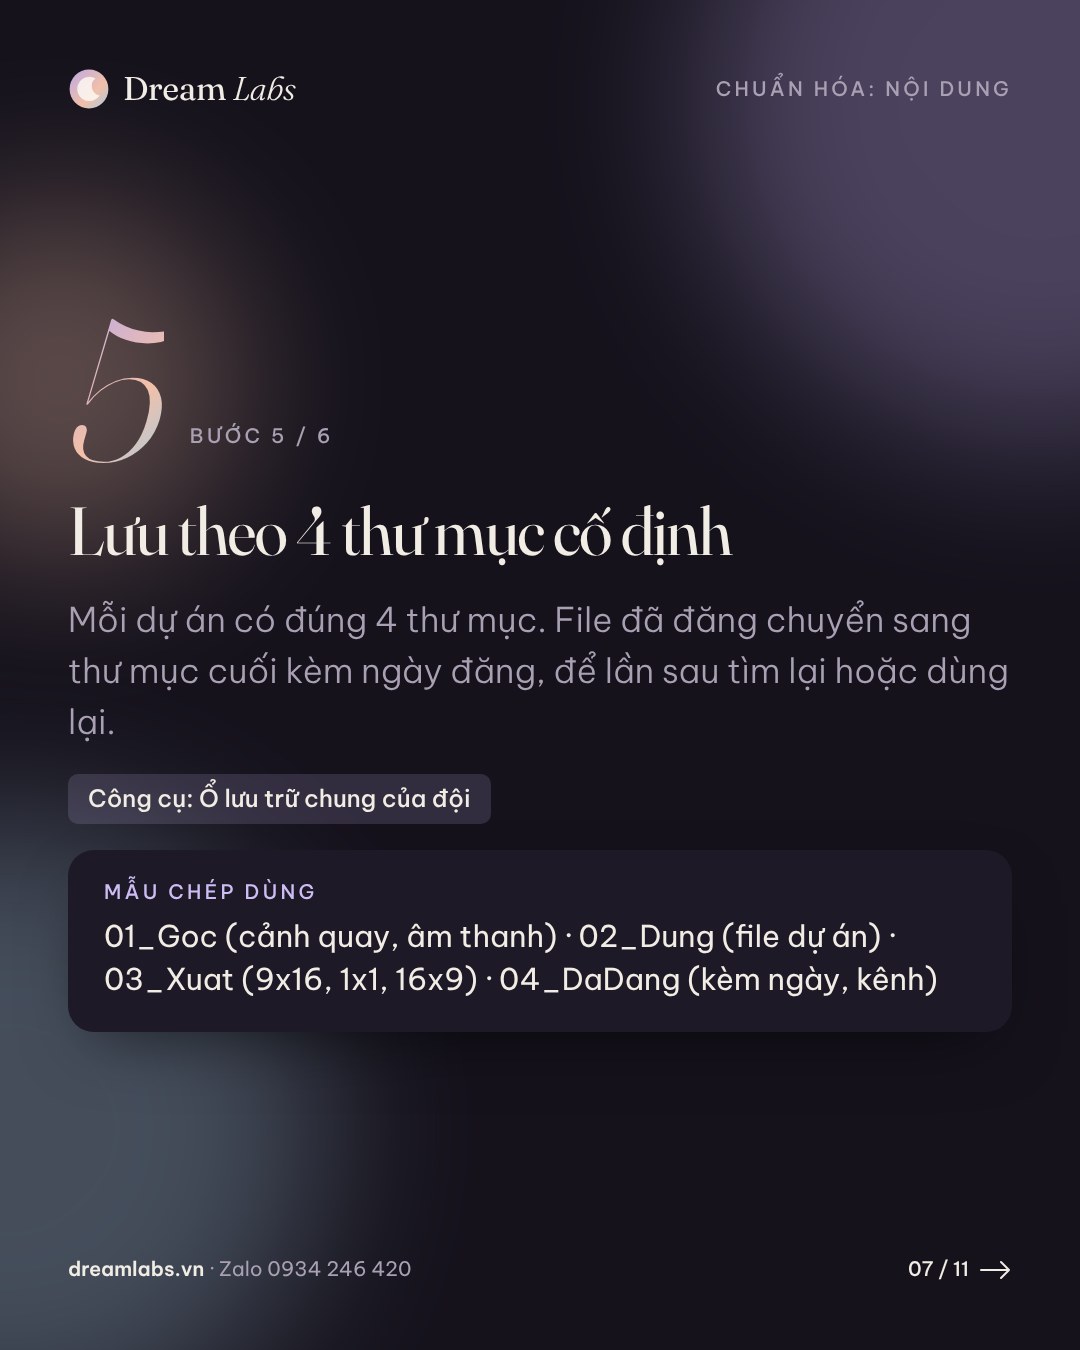 Dream Labs
CHUẨN HÓA: NỘI DUNG
5
BƯỚC 5 / 6
Lưu theo 4 thư mục cố định
Mỗi dự án có đúng 4 thư mục. File đã đăng chuyển sang
thư mục cuối kèm ngày đăng, để lần sau tìm lại hoặc dùng
lại.
Công cụ: Ổ lưu trữ chung của đội
MẪU CHÉP DÙNG
01_Goc (cảnh quay, âm thanh) · 02_Dung (file dự án) ·
03_Xuat (9x16, 1x1, 16x9) · 04_DaDang (kèm ngày, kênh)
dreamlabs.vn · Zalo 0934 246 420
07 / 11 →